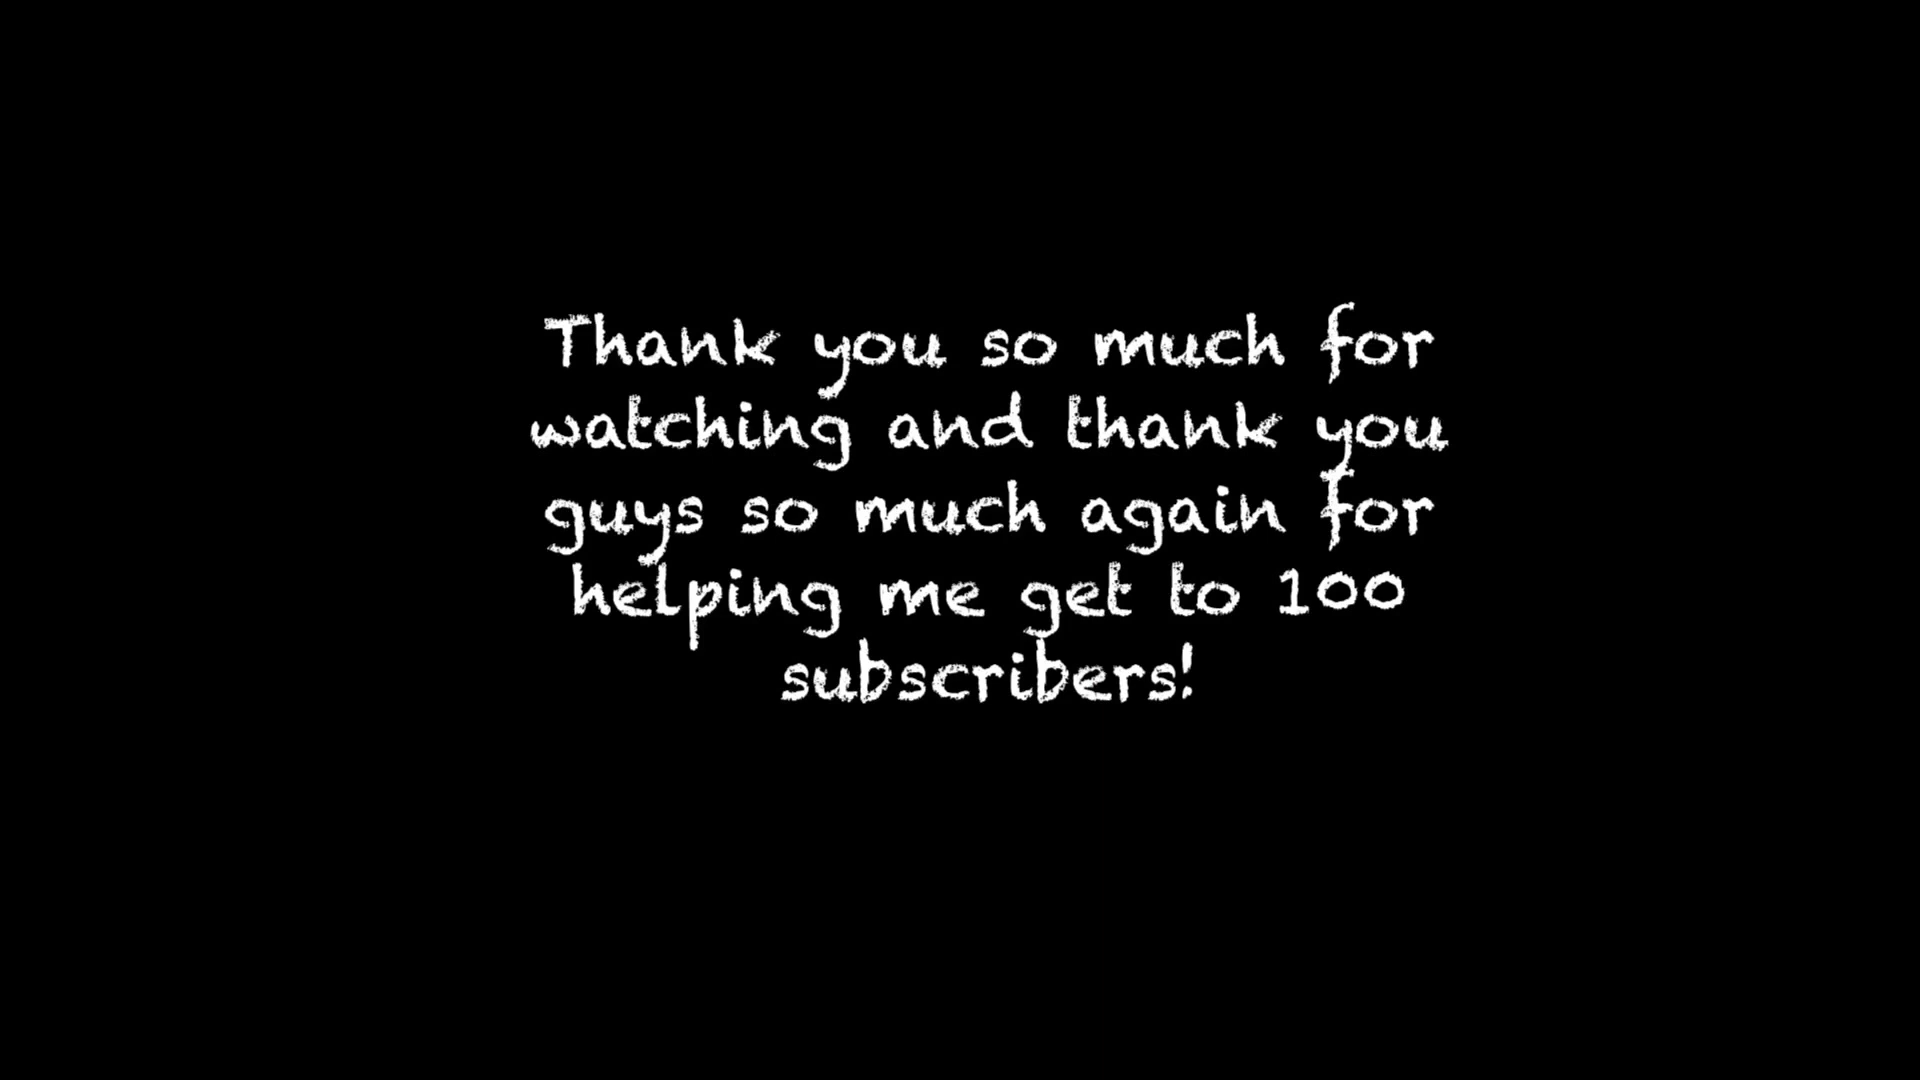 Thank you so much for
watching and thank you
guys so much again for
helping me get to 100
subscribers!